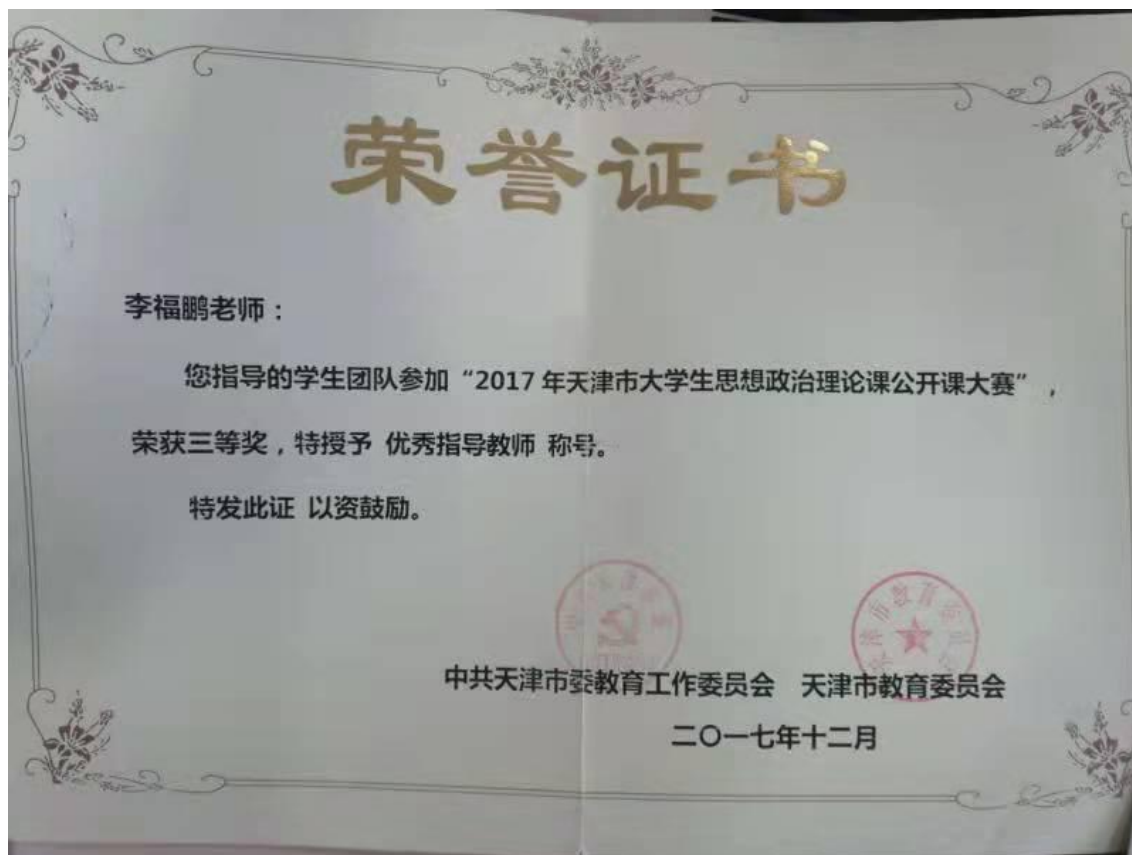 荣誉证书
李福鹏老师：
您指导的学生团队参加“2017年天津市大学生思想政治理论课公开课大赛”，
荣获三等奖，特授予 优秀指导教师 称号。
特发此证 以资鼓励。
中共天津市委教育工作委员会 天津市教育委员会
二〇一七年十二月